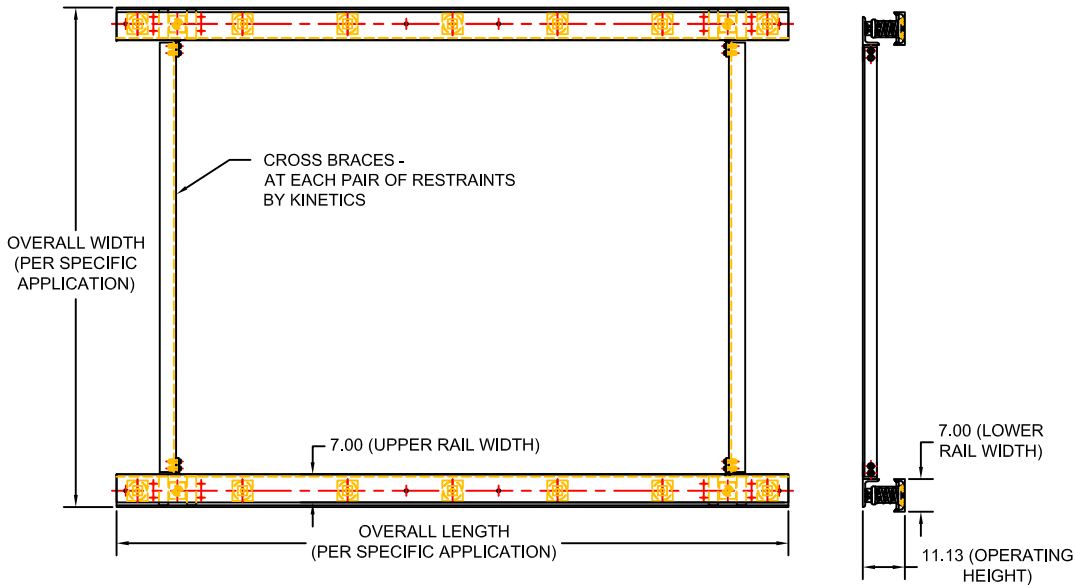 CROSS BRACES -
AT EACH PAIR OF RESTRAINTS
BY KINETICS
OVERALL WIDTH
(PER SPECIFIC
APPLICATION)
7.00 (UPPER RAIL WIDTH)
7.00 (LOWER
RAIL WIDTH)
OVERALL LENGTH
(PER SPECIFIC APPLICATION)
11.13 (OPERATING
HEIGHT)